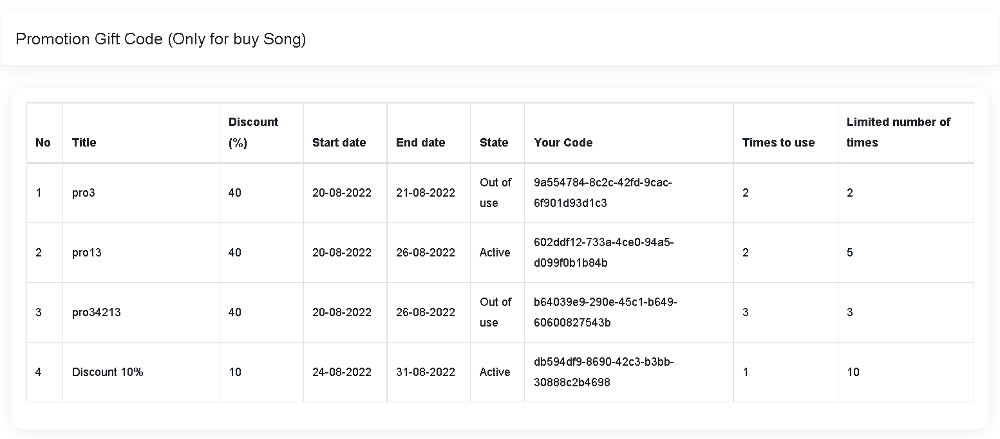 Promotion Gift Code (Only for buy Song)
No Title Discount (%) Start date End date State Your Code Times to use Limited number of times
1 pro3 40 20-08-2022 21-08-2022 Out of use 9a554784-8c2c-42fd-9cac-6f901d93d1c3 2 2
2 pro13 40 20-08-2022 26-08-2022 Active 602ddf12-733a-4ce0-94a5-d099f0b1b84b 2 5
3 pro34213 40 20-08-2022 26-08-2022 Out of use b64039e9-290e-45c1-b649-60600827543b 3 3
4 Discount 10% 10 24-08-2022 31-08-2022 Active db594df9-8690-42c3-b3bb-30888c2b4698 1 10